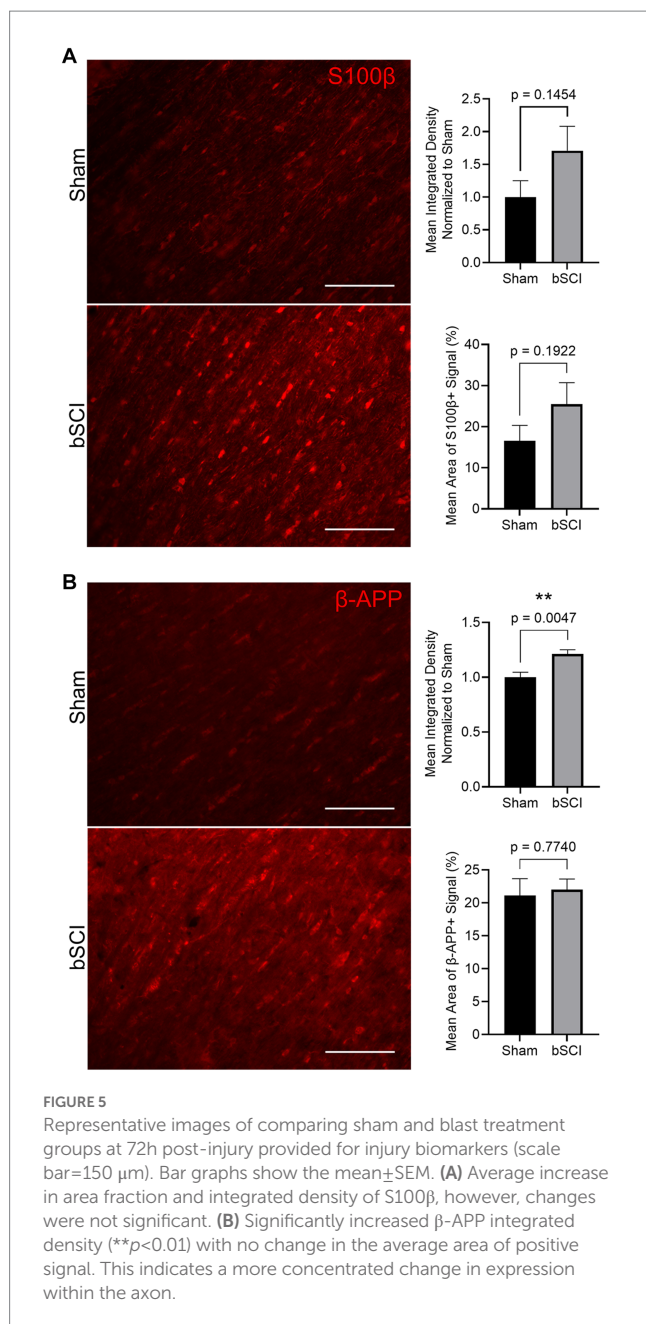 A
S100β
Sham
bSCI
Mean Integrated Density
Normalized to Sham
p = 0.1454
2.5
2.0
1.5
1.0
0.5
0.0
Sham
bSCI
Mean Area of S100β+ Signal (%)
p = 0.1922
40
30
20
10
0
Sham
bSCI
B
β-APP
Sham
bSCI
Mean Integrated Density
Normalized to Sham
**
p = 0.0047
1.5
1.0
0.5
0.0
Sham
bSCI
Mean Area of β-APP+ Signal (%)
p = 0.7740
25
20
15
10
5
0
Sham
bSCI
FIGURE 5
Representative images of comparing sham and blast treatment
groups at 72h post-injury provided for injury biomarkers (scale
bar=150 μm). Bar graphs show the mean±SEM. (A) Average increase
in area fraction and integrated density of S100β, however, changes
were not significant. (B) Significantly increased β-APP integrated
density (**p<0.01) with no change in the average area of positive
signal. This indicates a more concentrated change in expression
within the axon.